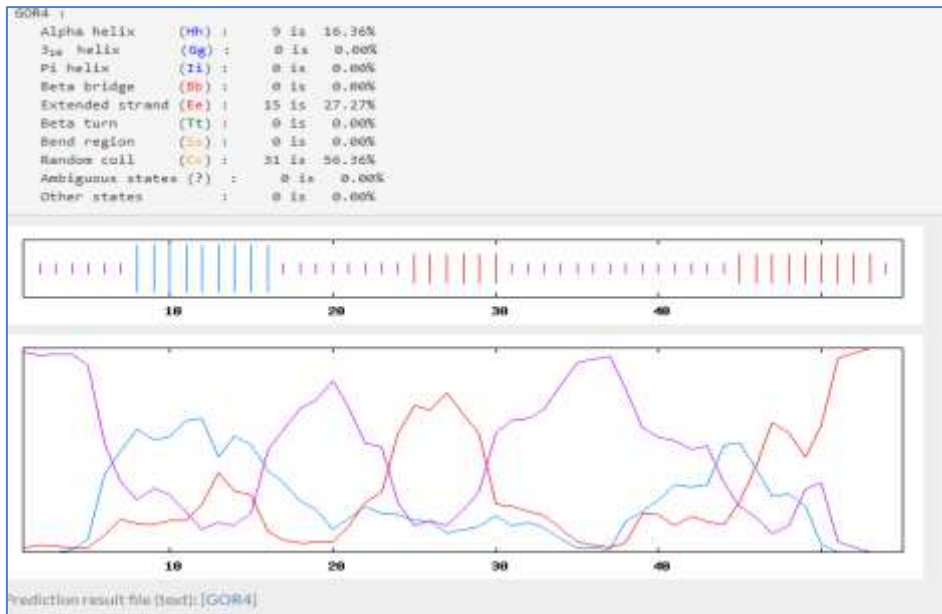 GOR4 :
Alpha helix (Hh) : 9 is 16.36%
3₁₀ helix (Gg) : 0 is 0.00%
Pi helix (Ii) : 0 is 0.00%
Beta bridge (Bb) : 0 is 0.00%
Extended strand (Ee) : 15 is 27.27%
Beta turn (Tt) : 0 is 0.00%
Bend region (Ss) : 0 is 0.00%
Random coil (Cc) : 31 is 56.36%
Ambiguous states (?) : 0 is 0.00%
Other states : 0 is 0.00%
10 20 30 40
10 20 30 40
Prediction result file (text): [GOR4]